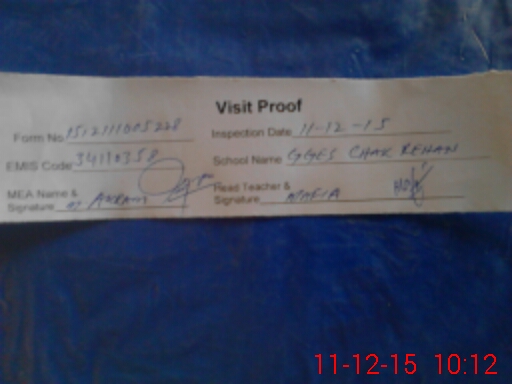 Visit Proof
Form No 1512111005228 Inspection Date 11-12-15
EMIS Code 34110358 School Name GGES CHAK REHAN
MEA Name & Signature M AKRAM Head Teacher & Signature
11-12-15 10:12